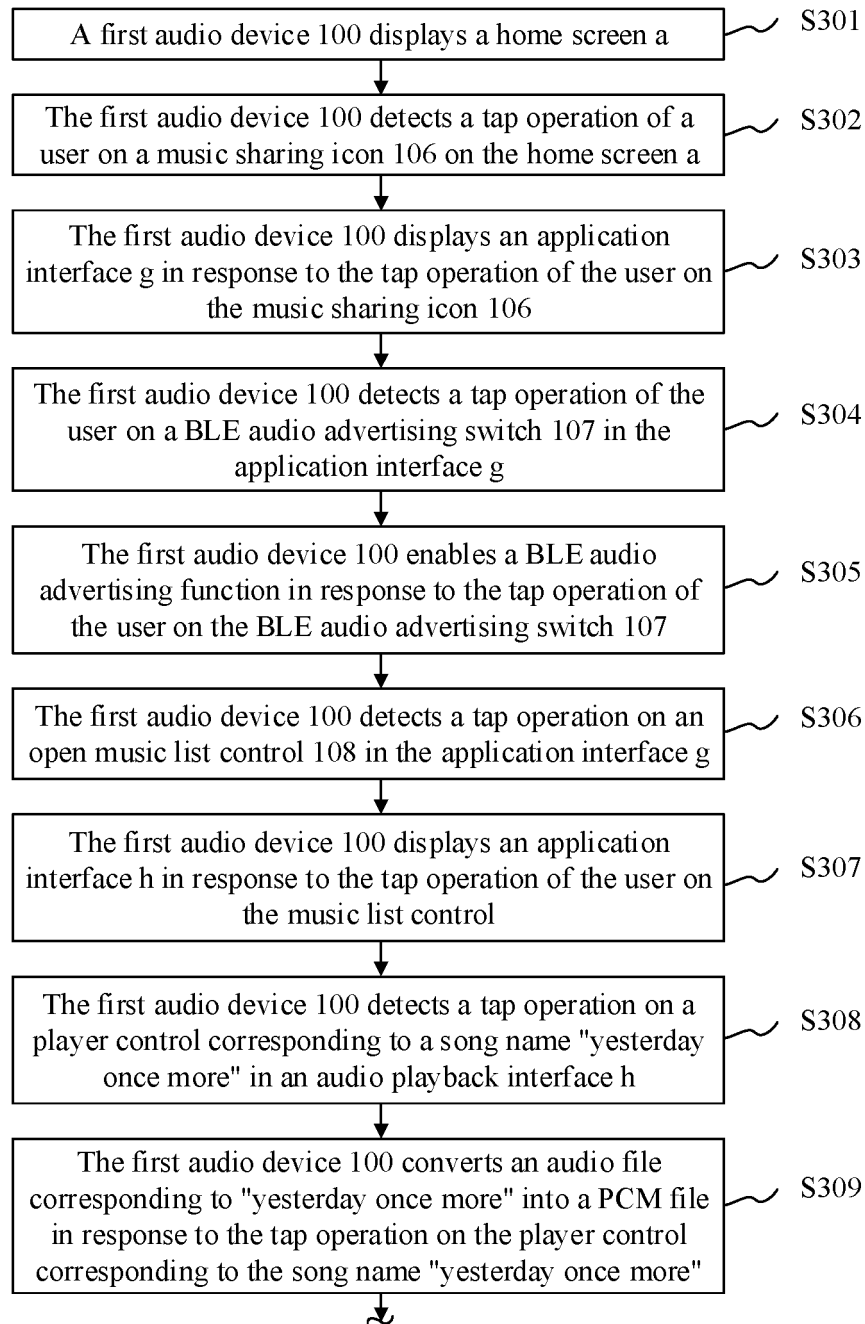 A first audio device 100 displays a home screen a
S301
The first audio device 100 detects a tap operation of a
user on a music sharing icon 106 on the home screen a
S302
The first audio device 100 displays an application
interface g in response to the tap operation of the user on
the music sharing icon 106
S303
The first audio device 100 detects a tap operation of the
user on a BLE audio advertising switch 107 in the
application interface g
S304
The first audio device 100 enables a BLE audio
advertising function in response to the tap operation of
the user on the BLE audio advertising switch 107
S305
The first audio device 100 detects a tap operation on an
open music list control 108 in the application interface g
S306
The first audio device 100 displays an application
interface h in response to the tap operation of the user on
the music list control
S307
The first audio device 100 detects a tap operation on a
player control corresponding to a song name "yesterday
once more" in an audio playback interface h
S308
The first audio device 100 converts an audio file
corresponding to "yesterday once more" into a PCM file
in response to the tap operation on the player control
corresponding to the song name "yesterday once more"
S309